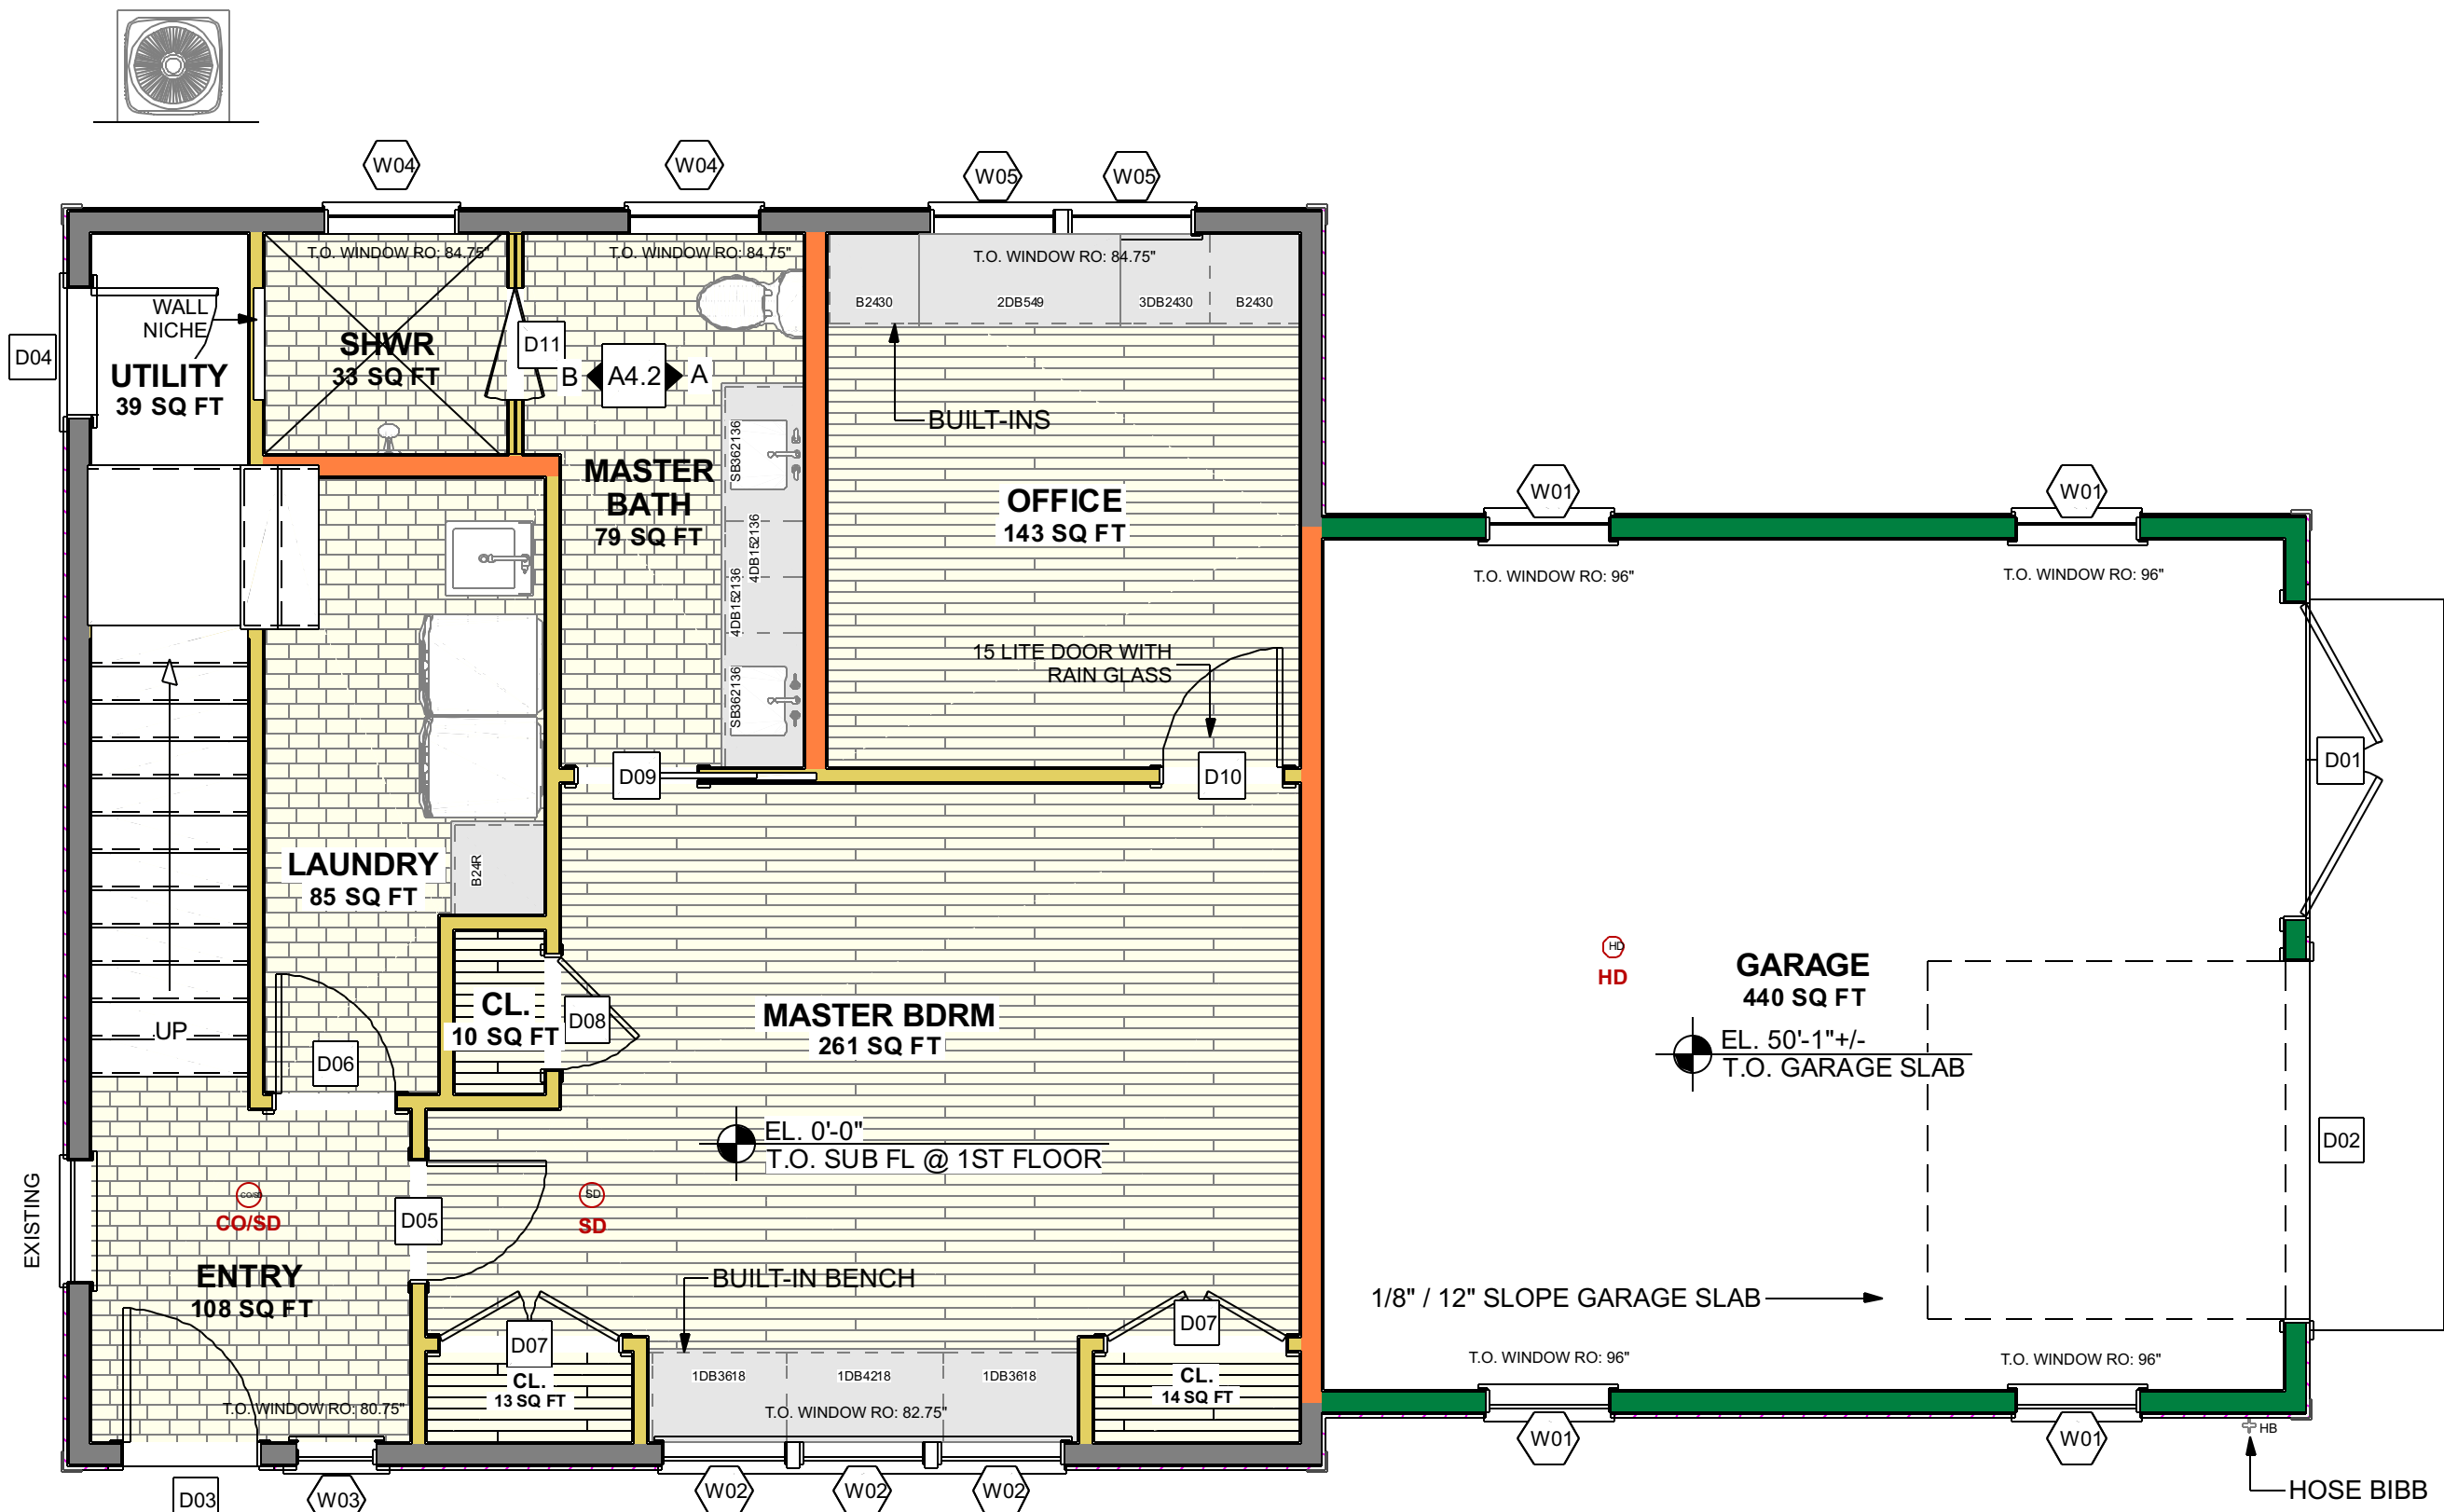 W04
W04
W05
W05
T.O. WINDOW RO: 84.75"
T.O. WINDOW RO: 84.75"
T.O. WINDOW RO: 84.75"
WALL
NICHE
B2430
2DB549
3DB2430
B2430
D04
UTILITY
39 SQ FT
SHWR
33 SQ FT
D11
B
A4.2
A
BUILT-INS
SB362136
MASTER
BATH
79 SQ FT
4DB152136
4DB152136
SB362136
OFFICE
143 SQ FT
W01
W01
T.O. WINDOW RO: 96"
T.O. WINDOW RO: 96"
15 LITE DOOR WITH
RAIN GLASS
D09
D10
D01
LAUNDRY
85 SQ FT
B24R
HD
HD
GARAGE
440 SQ FT
CL.
10 SQ FT
D08
MASTER BDRM
261 SQ FT
UP
D06
EL. 50'-1"+/-
T.O. GARAGE SLAB
EL. 0'-0"
T.O. SUB FL @ 1ST FLOOR
D02
EXISTING
CO/SD
CO/SD
D05
SD
SD
ENTRY
108 SQ FT
BUILT-IN BENCH
1/8" / 12" SLOPE GARAGE SLAB
D07
D07
CL.
13 SQ FT
1DB3618
1DB4218
1DB3618
CL.
14 SQ FT
T.O. WINDOW RO: 96"
T.O. WINDOW RO: 96"
T.O. WINDOW RO: 80.75"
T.O. WINDOW RO: 82.75"
W01
W01
HB
D03
W03
W02
W02
W02
HOSE BIBB